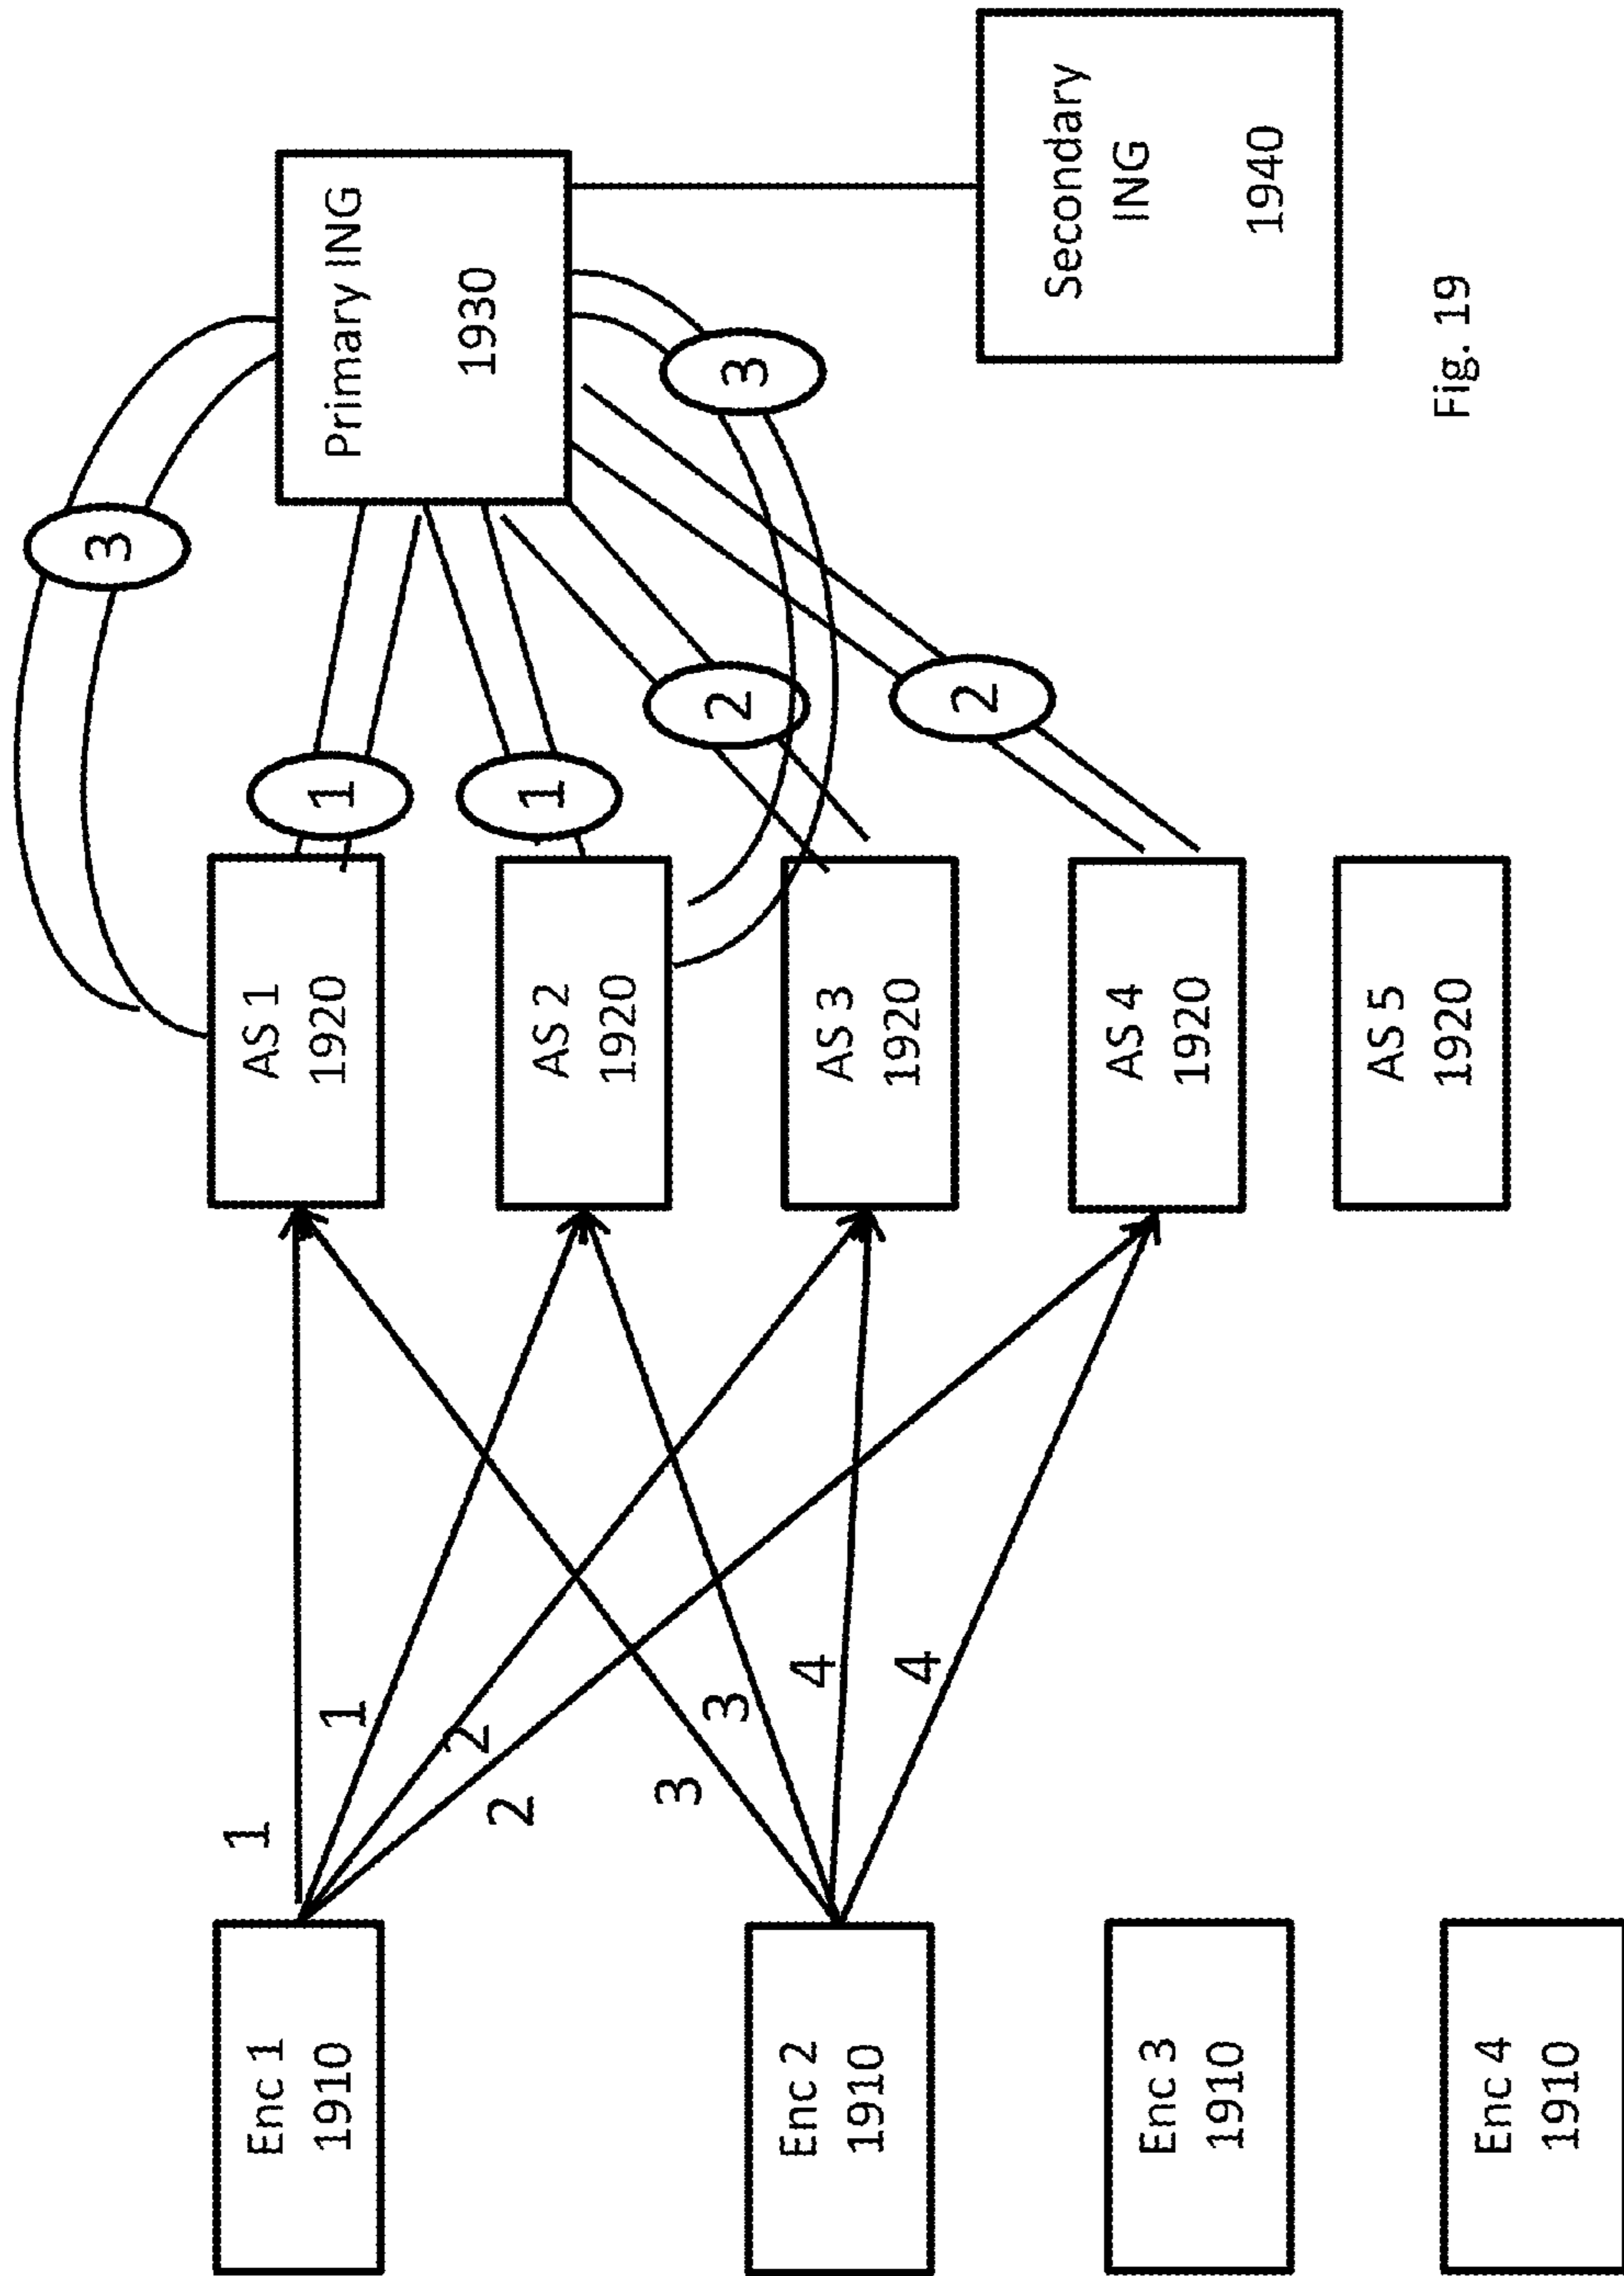 Enc 1
1910
Enc 2
1910
Enc 3
1910
Enc 4
1910
1
1
2
2
3
3
4
4
AS 1
1920
AS 2
1920
AS 3
1920
AS 4
1920
AS 5
1920
3
1
1
2
2
3
Primary ING
1930
Secondary
ING
1940
Fig. 19